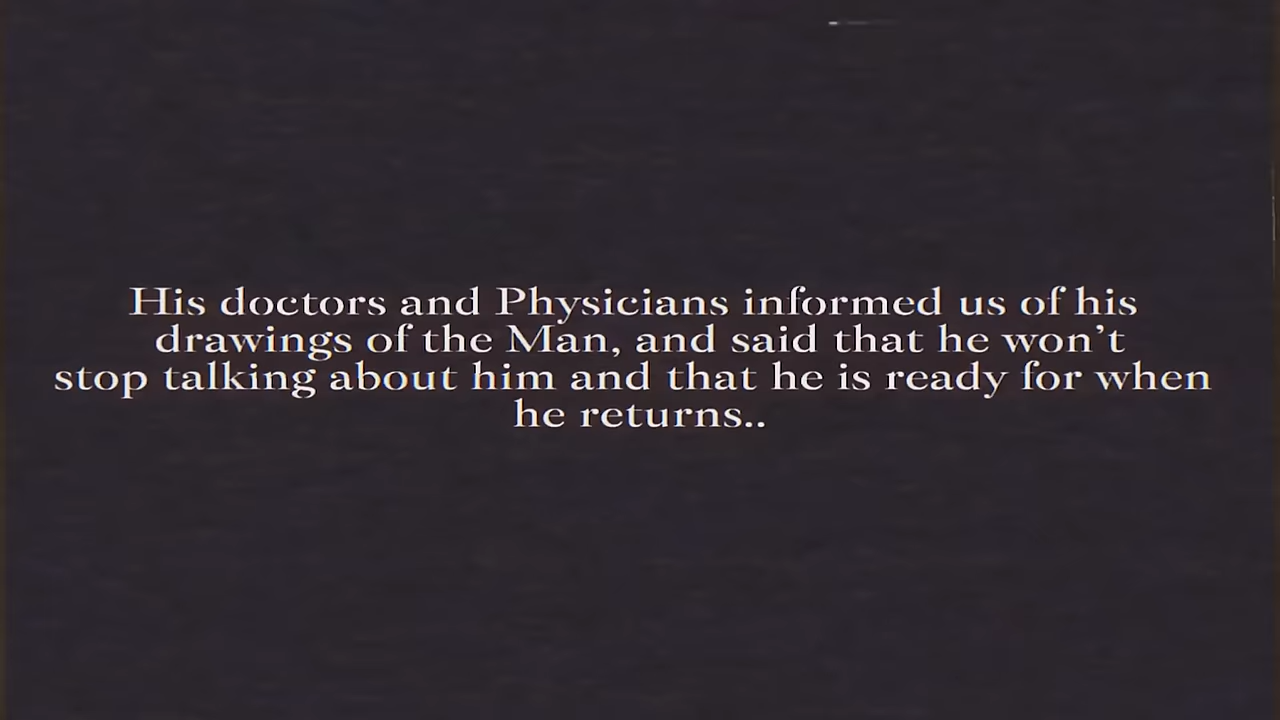 His doctors and Physicians informed us of his
drawings of the Man, and said that he won’t
stop talking about him and that he is ready for when
he returns..